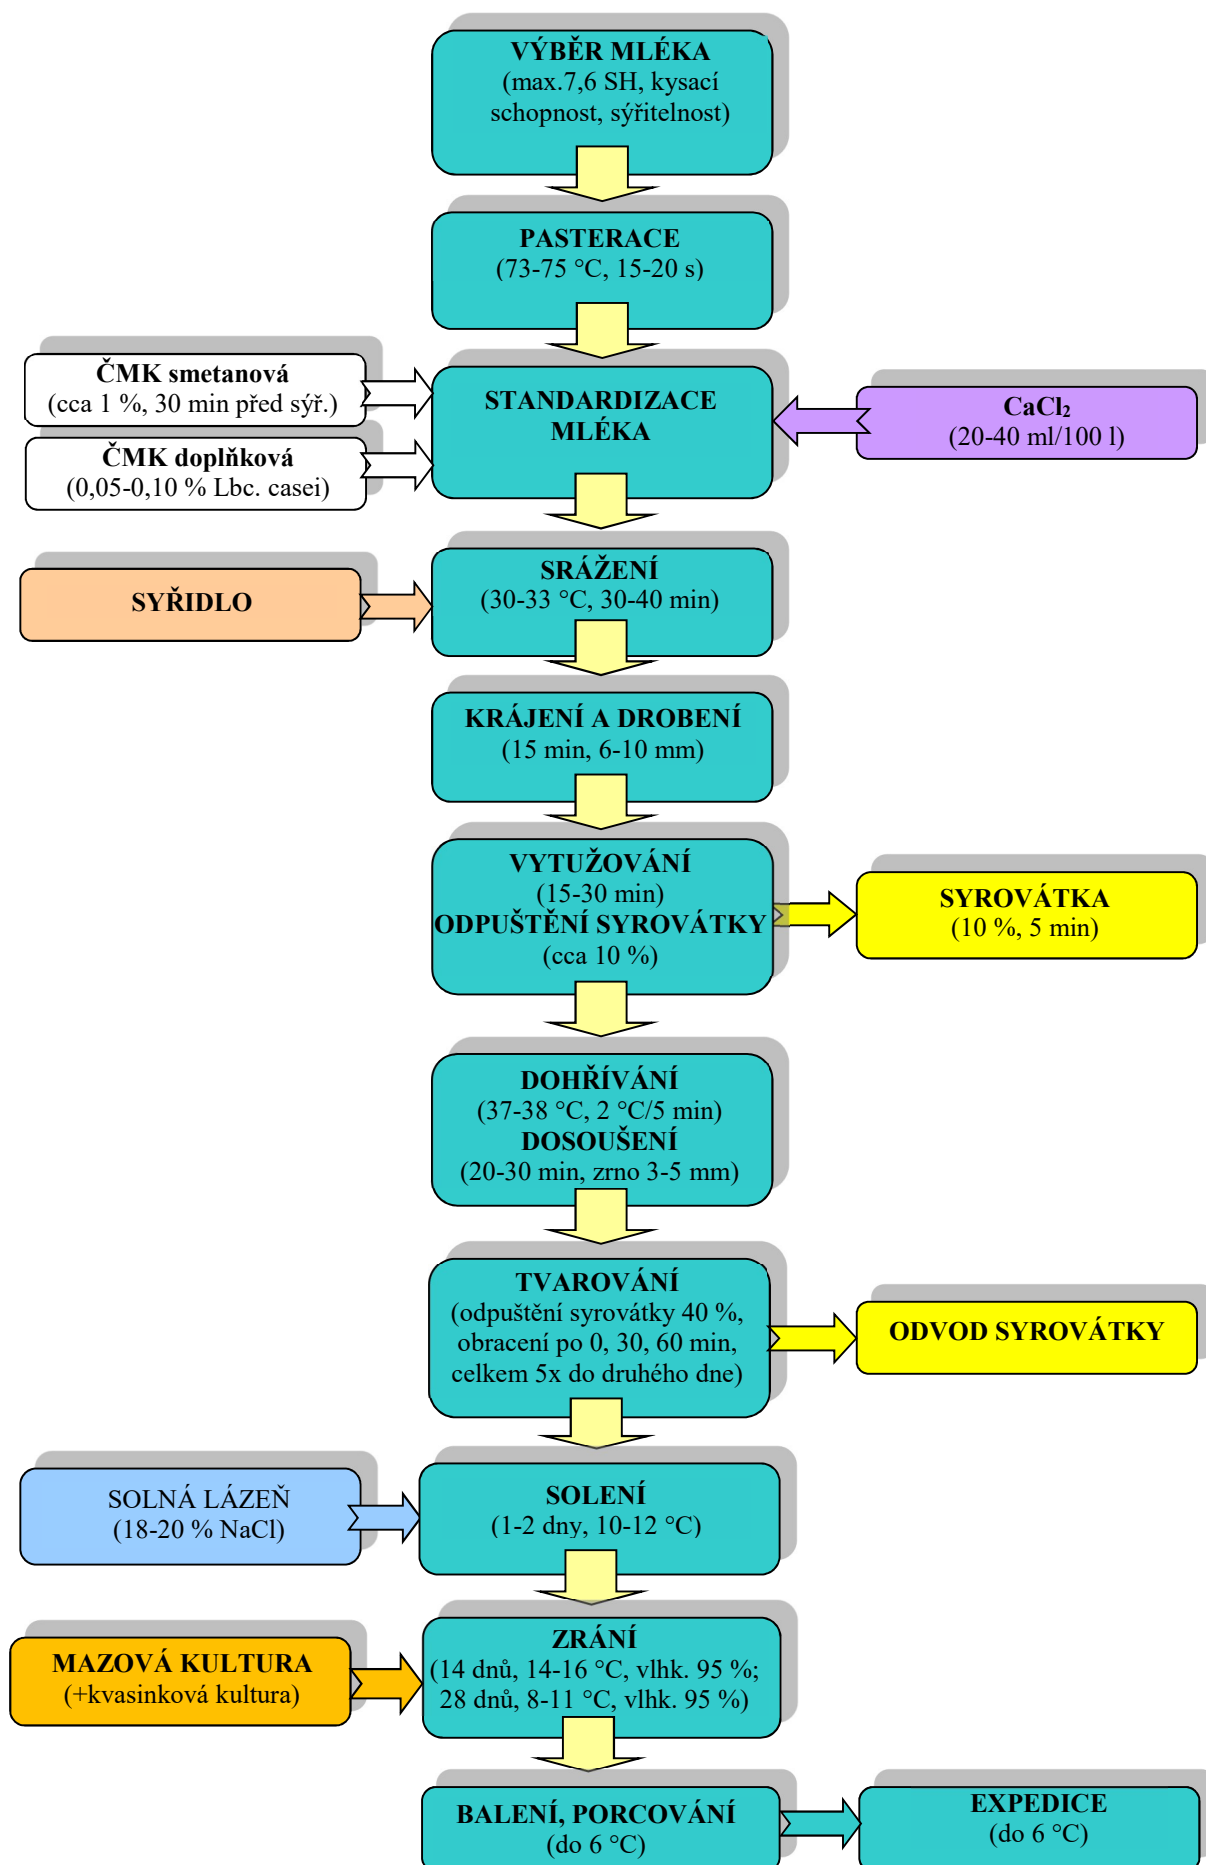 VÝBĚR MLÉKA
(max.7,6 SH, kysací
schopnost, sýřitelnost)
PASTERACE
(73-75 °C, 15-20 s)
ČMK smetanová
(cca 1 %, 30 min před sýř.)
ČMK doplňková
(0,05-0,10 % Lbc. casei)
STANDARDIZACE
MLÉKA
CaCl₂
(20-40 ml/100 l)
SYŘIDLO
SRÁŽENÍ
(30-33 °C, 30-40 min)
KRÁJENÍ A DROBENÍ
(15 min, 6-10 mm)
VYTUŽOVÁNÍ
(15-30 min)
ODPUŠTĚNÍ SYROVÁTKY
(cca 10 %)
SYROVÁTKA
(10 %, 5 min)
DOHŘÍVÁNÍ
(37-38 °C, 2 °C/5 min)
DOSOUŠENÍ
(20-30 min, zrno 3-5 mm)
TVAROVÁNÍ
(odpuštění syrovátky 40 %,
obracení po 0, 30, 60 min,
celkem 5x do druhého dne)
ODVOD SYROVÁTKY
SOLNÁ LÁZEŇ
(18-20 % NaCl)
SOLENÍ
(1-2 dny, 10-12 °C)
MAZOVÁ KULTURA
(+kvasinková kultura)
ZRÁNÍ
(14 dnů, 14-16 °C, vlhk. 95 %;
28 dnů, 8-11 °C, vlhk. 95 %)
BALENÍ, PORCOVÁNÍ
(do 6 °C)
EXPEDICE
(do 6 °C)